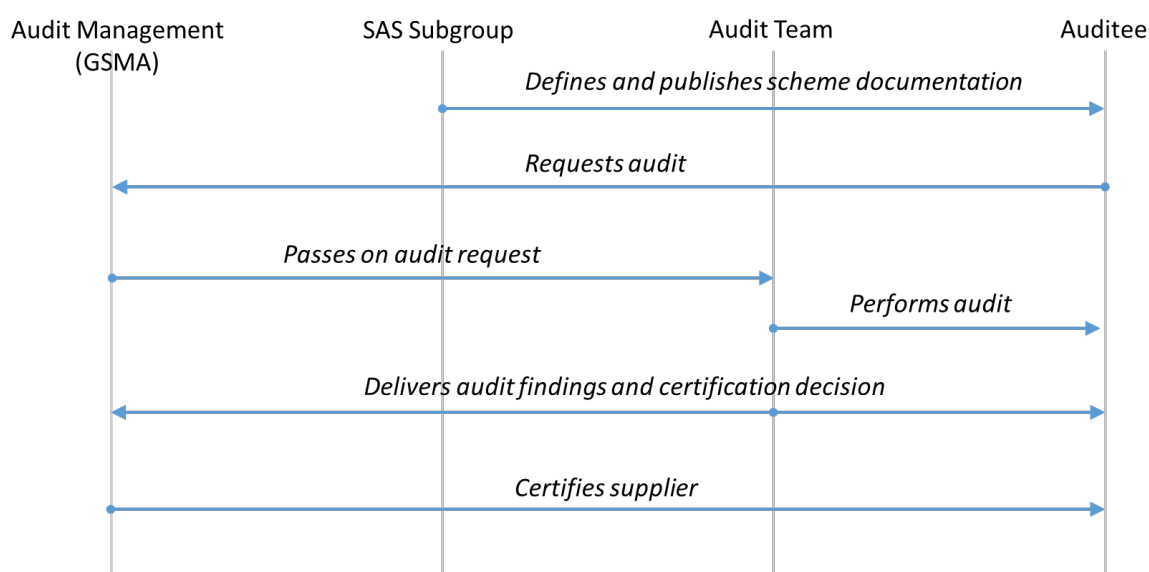 Audit Management
(GSMA)
SAS Subgroup
Audit Team
Auditee
Defines and publishes scheme documentation
Requests audit
Passes on audit request
Performs audit
Delivers audit findings and certification decision
Certifies supplier